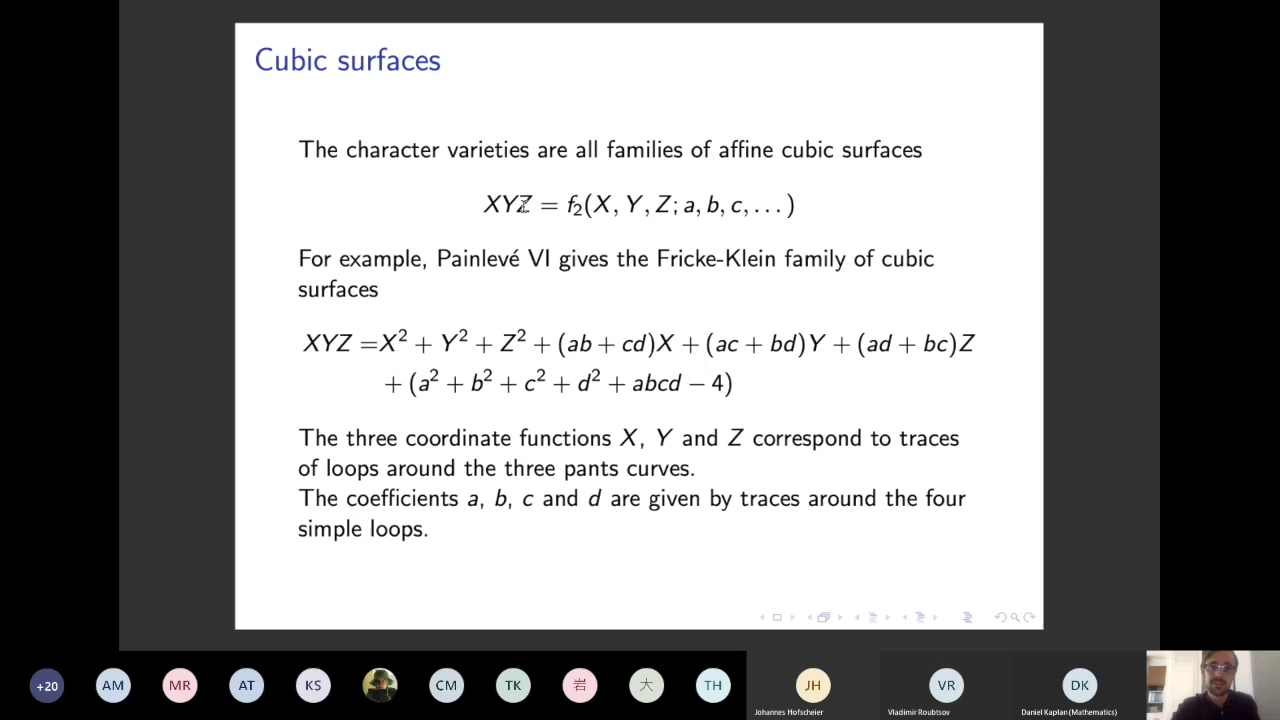 Cubic surfaces
The character varieties are all families of affine cubic surfaces
XYZ = f₂(X, Y, Z; a, b, c, . . . )
For example, Painlevé VI gives the Fricke-Klein family of cubic
surfaces
XYZ =X² + Y² + Z² + (ab + cd)X + (ac + bd)Y + (ad + bc)Z
+ (a² + b² + c² + d² + abcd − 4)
The three coordinate functions X, Y and Z correspond to traces
of loops around the three pants curves.
The coefficients a, b, c and d are given by traces around the four
simple loops.
+20 AM MR AT KS CM TK 岩 大 TH JH VR DK
Johannes Hofscheier Vladimir Roubtsov Daniel Kaplan (Mathematics)